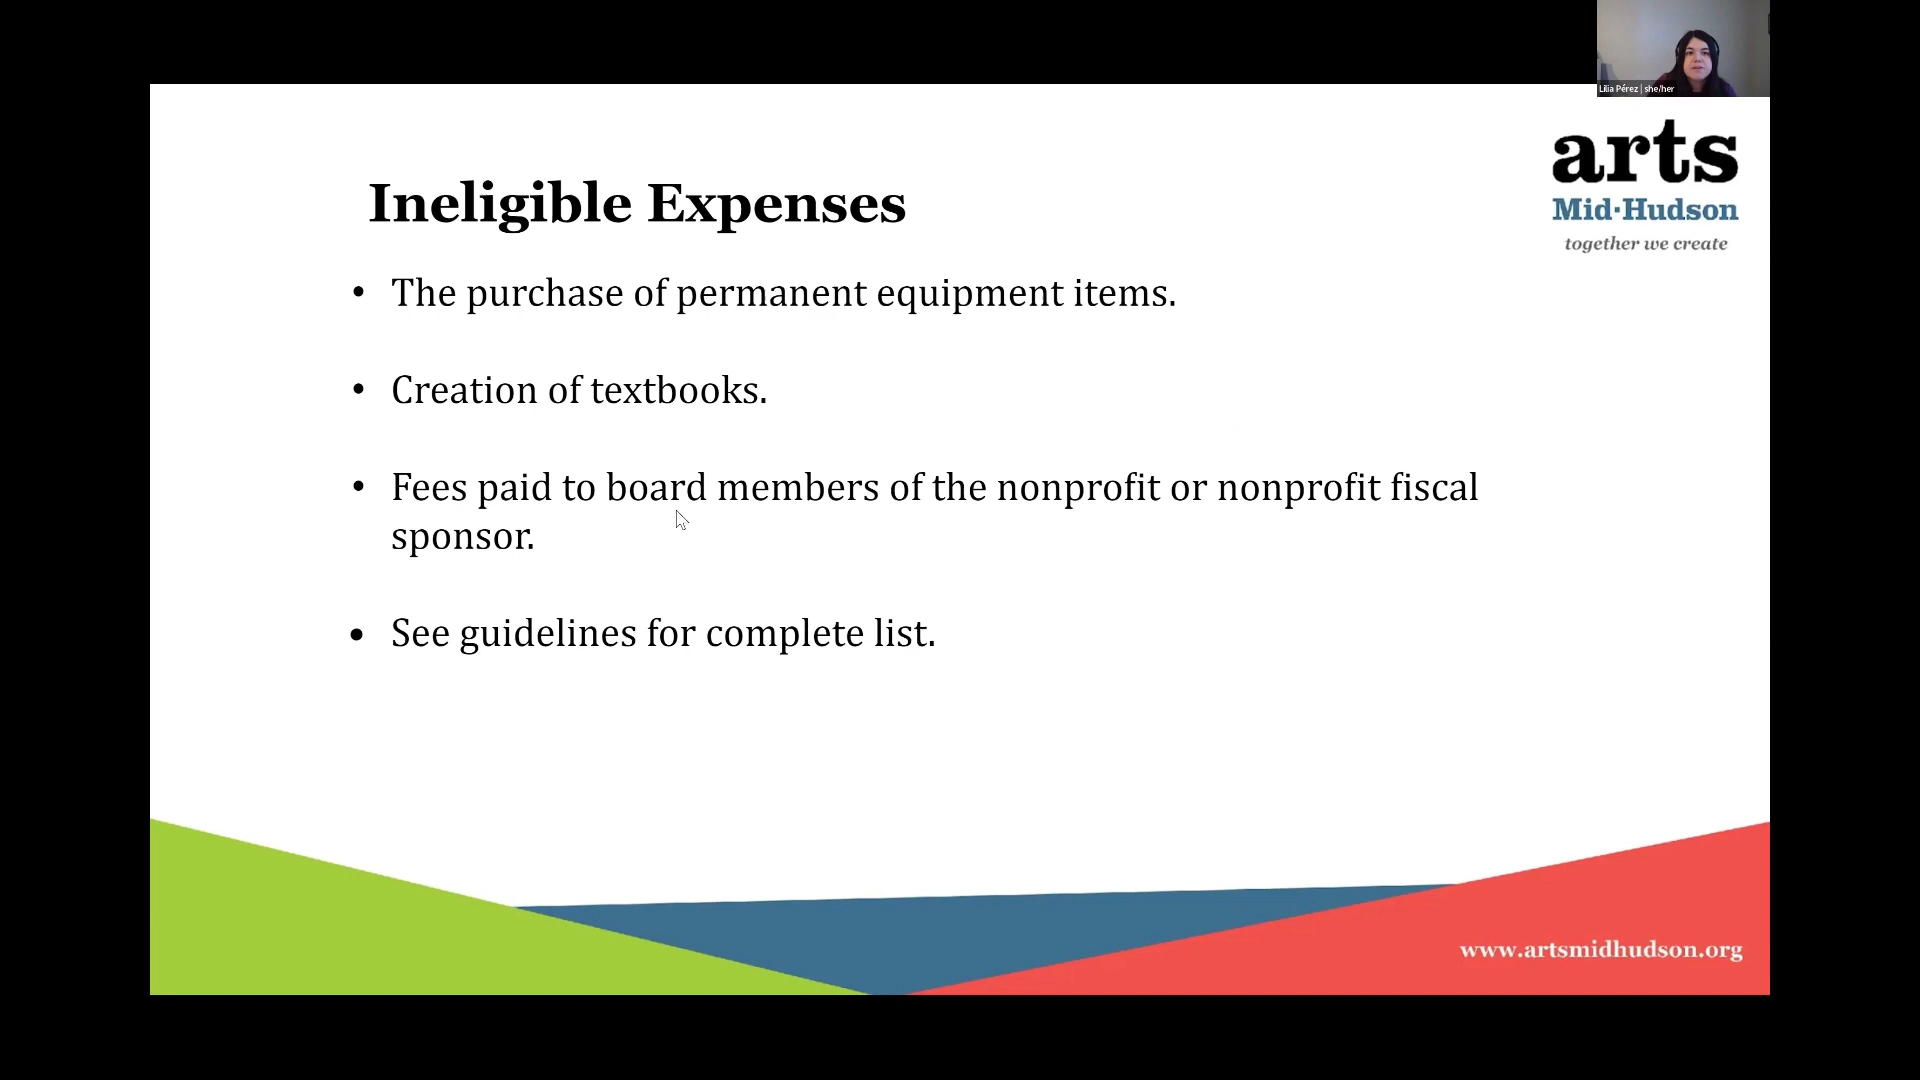 Lilia Pérez | she/her
arts
Mid·Hudson
together we create
Ineligible Expenses
• The purchase of permanent equipment items.
• Creation of textbooks.
• Fees paid to board members of the nonprofit or nonprofit fiscal
sponsor.
• See guidelines for complete list.
www.artsmidhudson.org